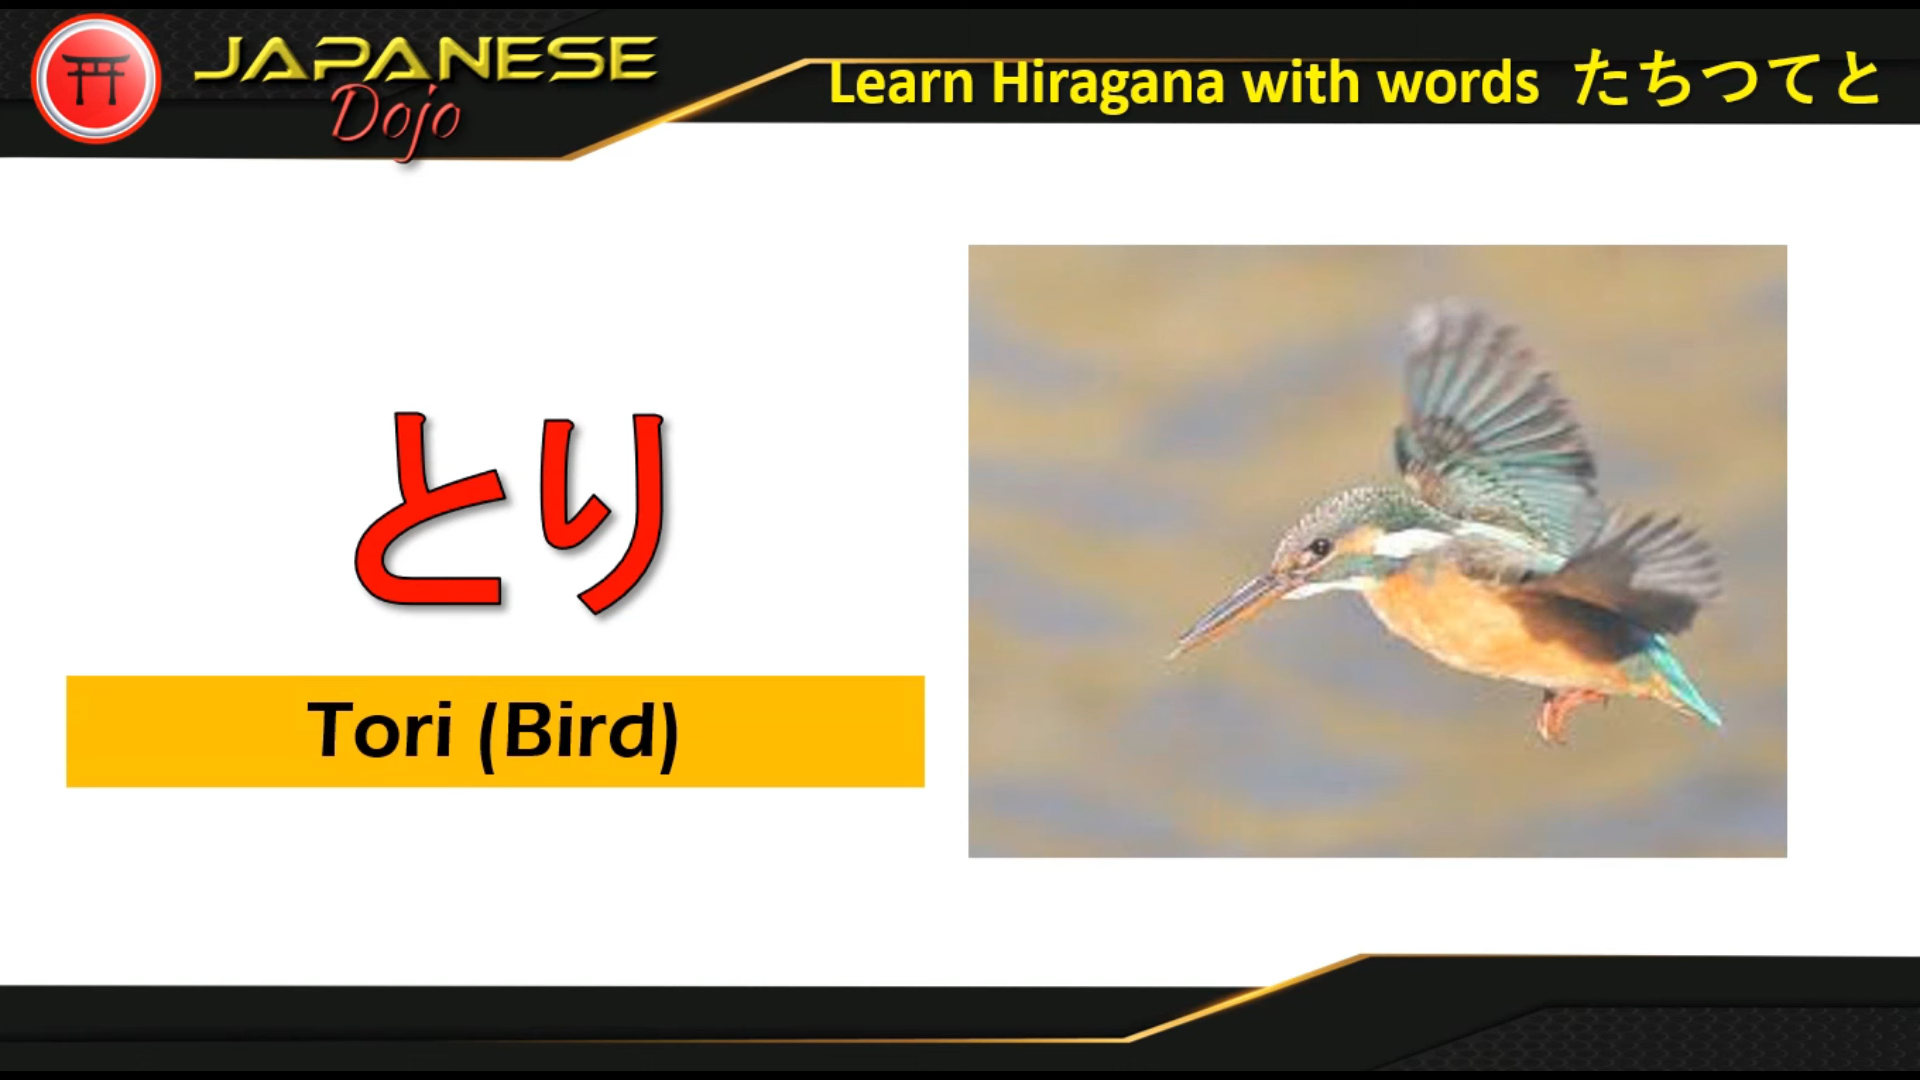 JAPANESE
Dojo
Learn Hiragana with words たちつてと
とり
Tori (Bird)